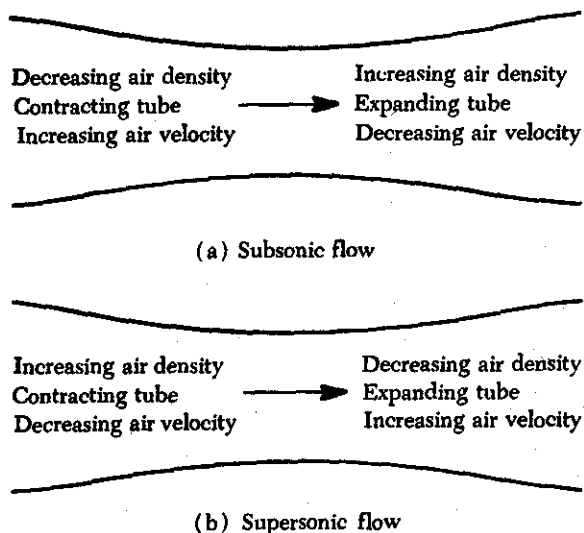 Decreasing air density
Contracting tube
Increasing air velocity
Increasing air density
Expanding tube
Decreasing air velocity
(a) Subsonic flow
Increasing air density
Contracting tube
Decreasing air velocity
Decreasing air density
Expanding tube
Increasing air velocity
(b) Supersonic flow